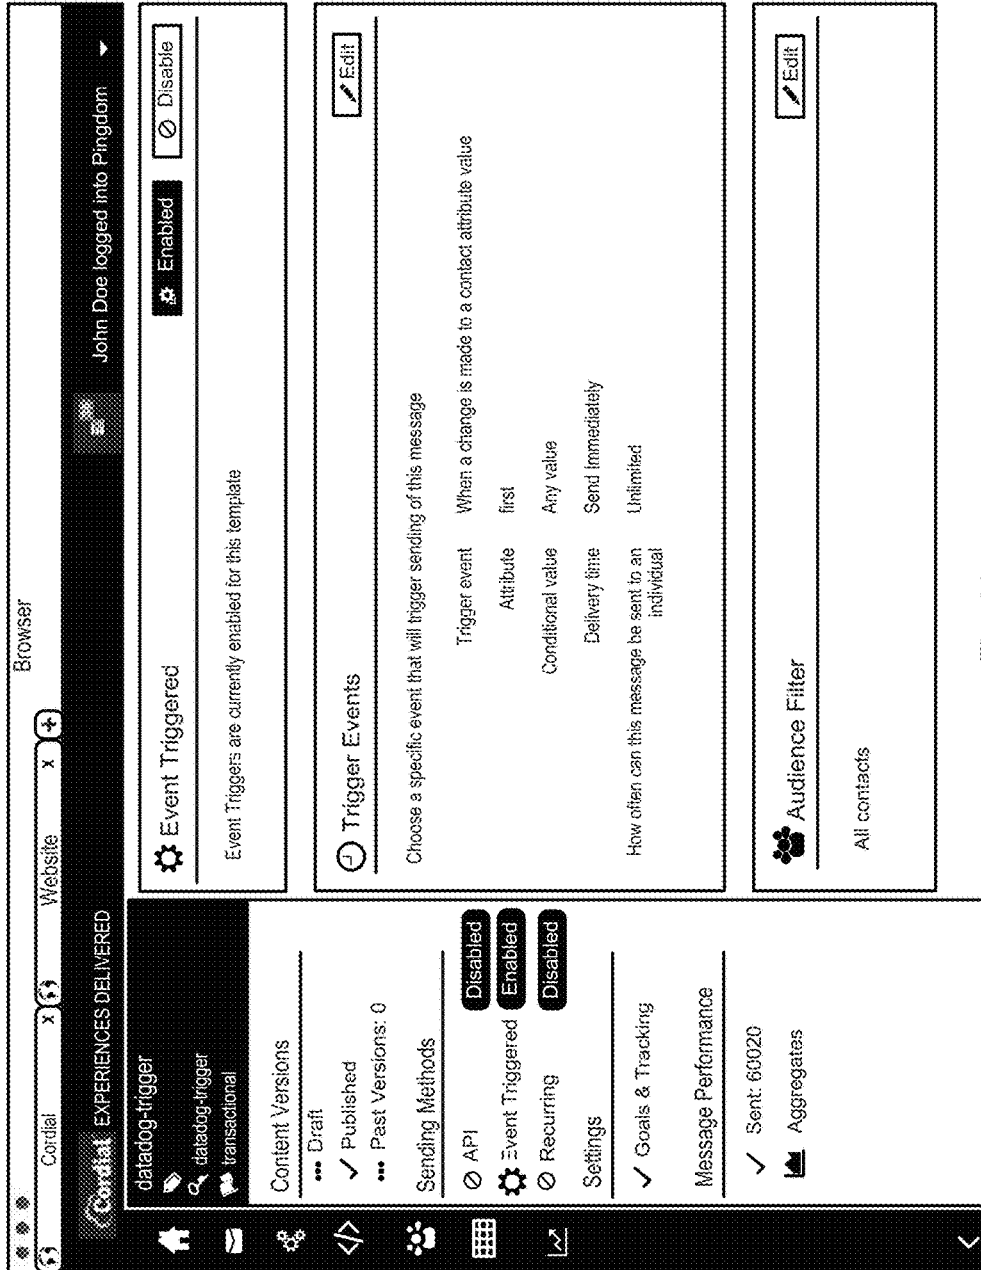 Browser
Cordial x
Website x +
Cordial EXPERIENCES DELIVERED
John Doe logged into Pingdom
datadog-trigger
datadog-trigger
transactional
Content Versions
Draft
Published
Past Versions: 0
Sending Methods
API Disabled
Event Triggered Enabled
Recurring Disabled
Settings
Goals & Tracking
Message Performance
Sent: 60020
Aggregates
Event Triggered
Enabled
Disable
Event Triggers are currently enabled for this template
Trigger Events
Edit
Choose a specific event that will trigger sending of this message
Trigger event When a change is made to a contact attribute value
Attribute first
Conditional value Any value
Delivery time Send Immediately
How often can this message be sent to an Unlimited
individual
Audience Filter
Edit
All contacts